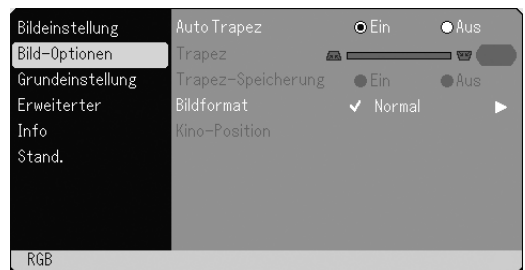 Bildeinstellung
Bild-Optionen
Grundeinstellung
Erweiterter
Info
Stand.
Auto Trapez Ein Aus
Trapez
Trapez-Speicherung Ein Aus
Bildformat Normal
Kino-Position
RGB